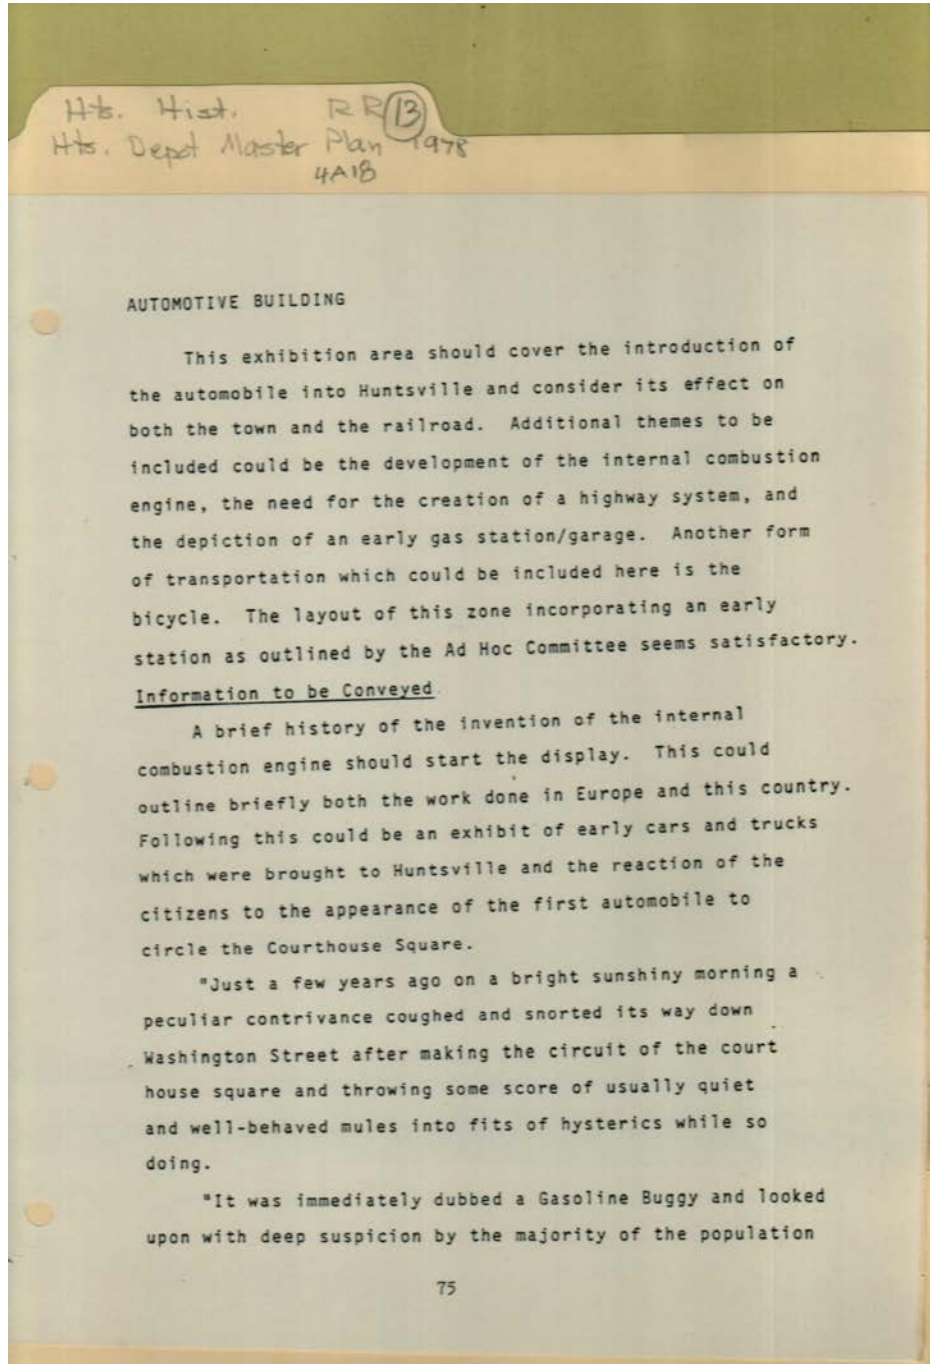 Hts. Hist. RR 13
Hts. Depot Master Plan 1978
4A18
AUTOMOTIVE BUILDING
This exhibition area should cover the introduction of
the automobile into Huntsville and consider its effect on
both the town and the railroad. Additional themes to be
included could be the development of the internal combustion
engine, the need for the creation of a highway system, and
the depiction of an early gas station/garage. Another form
of transportation which could be included here is the
bicycle. The layout of this zone incorporating an early
station as outlined by the Ad Hoc Committee seems satisfactory.
Information to be Conveyed
A brief history of the invention of the internal
combustion engine should start the display. This could
outline briefly both the work done in Europe and this country.
Following this could be an exhibit of early cars and trucks
which were brought to Huntsville and the reaction of the
citizens to the appearance of the first automobile to
circle the Courthouse Square.
"Just a few years ago on a bright sunshiny morning a
peculiar contrivance coughed and snorted its way down
Washington Street after making the circuit of the court
house square and throwing some score of usually quiet
and well-behaved mules into fits of hysterics while so
doing.
"It was immediately dubbed a Gasoline Buggy and looked
upon with deep suspicion by the majority of the population
75